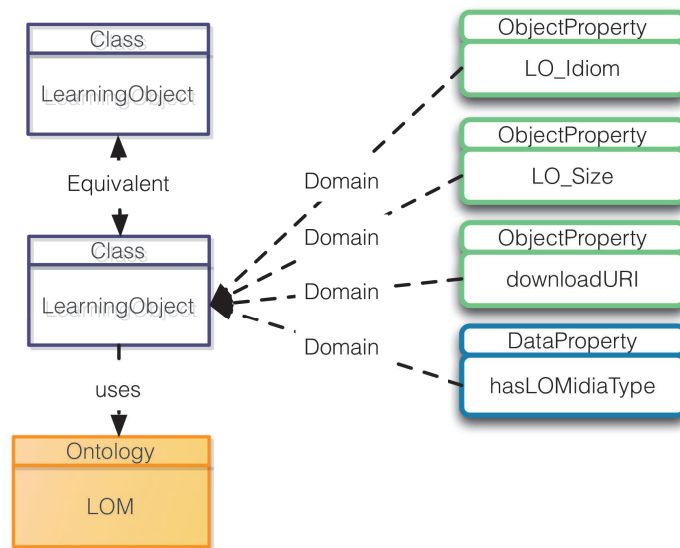 Class
LearningObject
Equivalent
Class
LearningObject
uses
Ontology
LOM
Domain
Domain
Domain
Domain
ObjectProperty
LO_Idiom
ObjectProperty
LO_Size
ObjectProperty
downloadURI
DataProperty
hasLOMidiaType